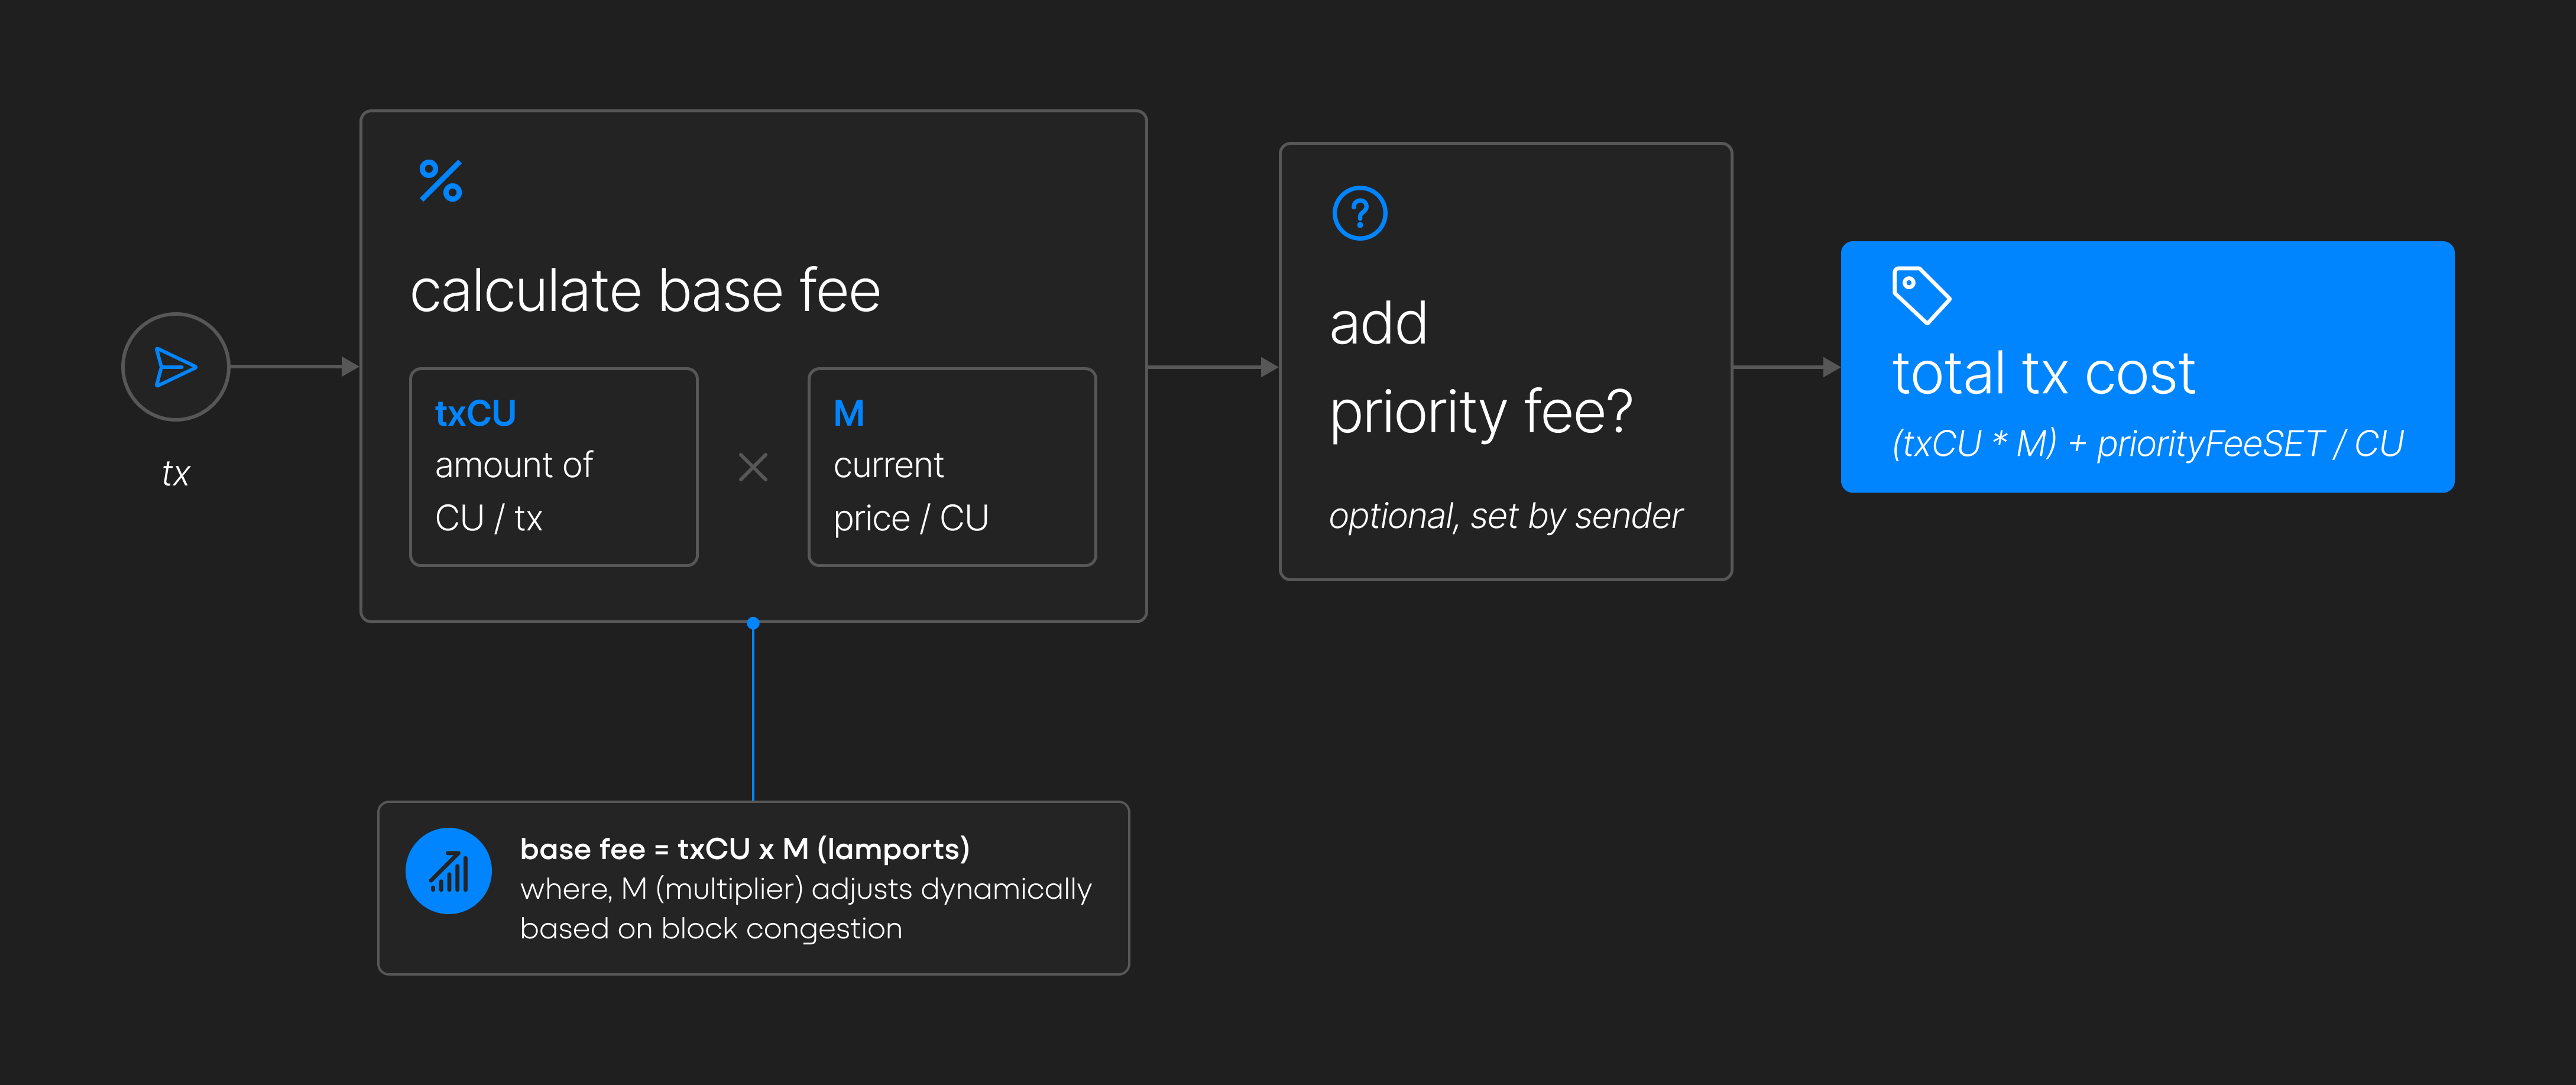 tx
%
calculate base fee
txCU
amount of
CU / tx
×
M
current
price / CU
base fee = txCU x M (lamports)
where, M (multiplier) adjusts dynamically
based on block congestion
?
add
priority fee?
optional, set by sender
total tx cost
(txCU * M) + priorityFeeSET / CU